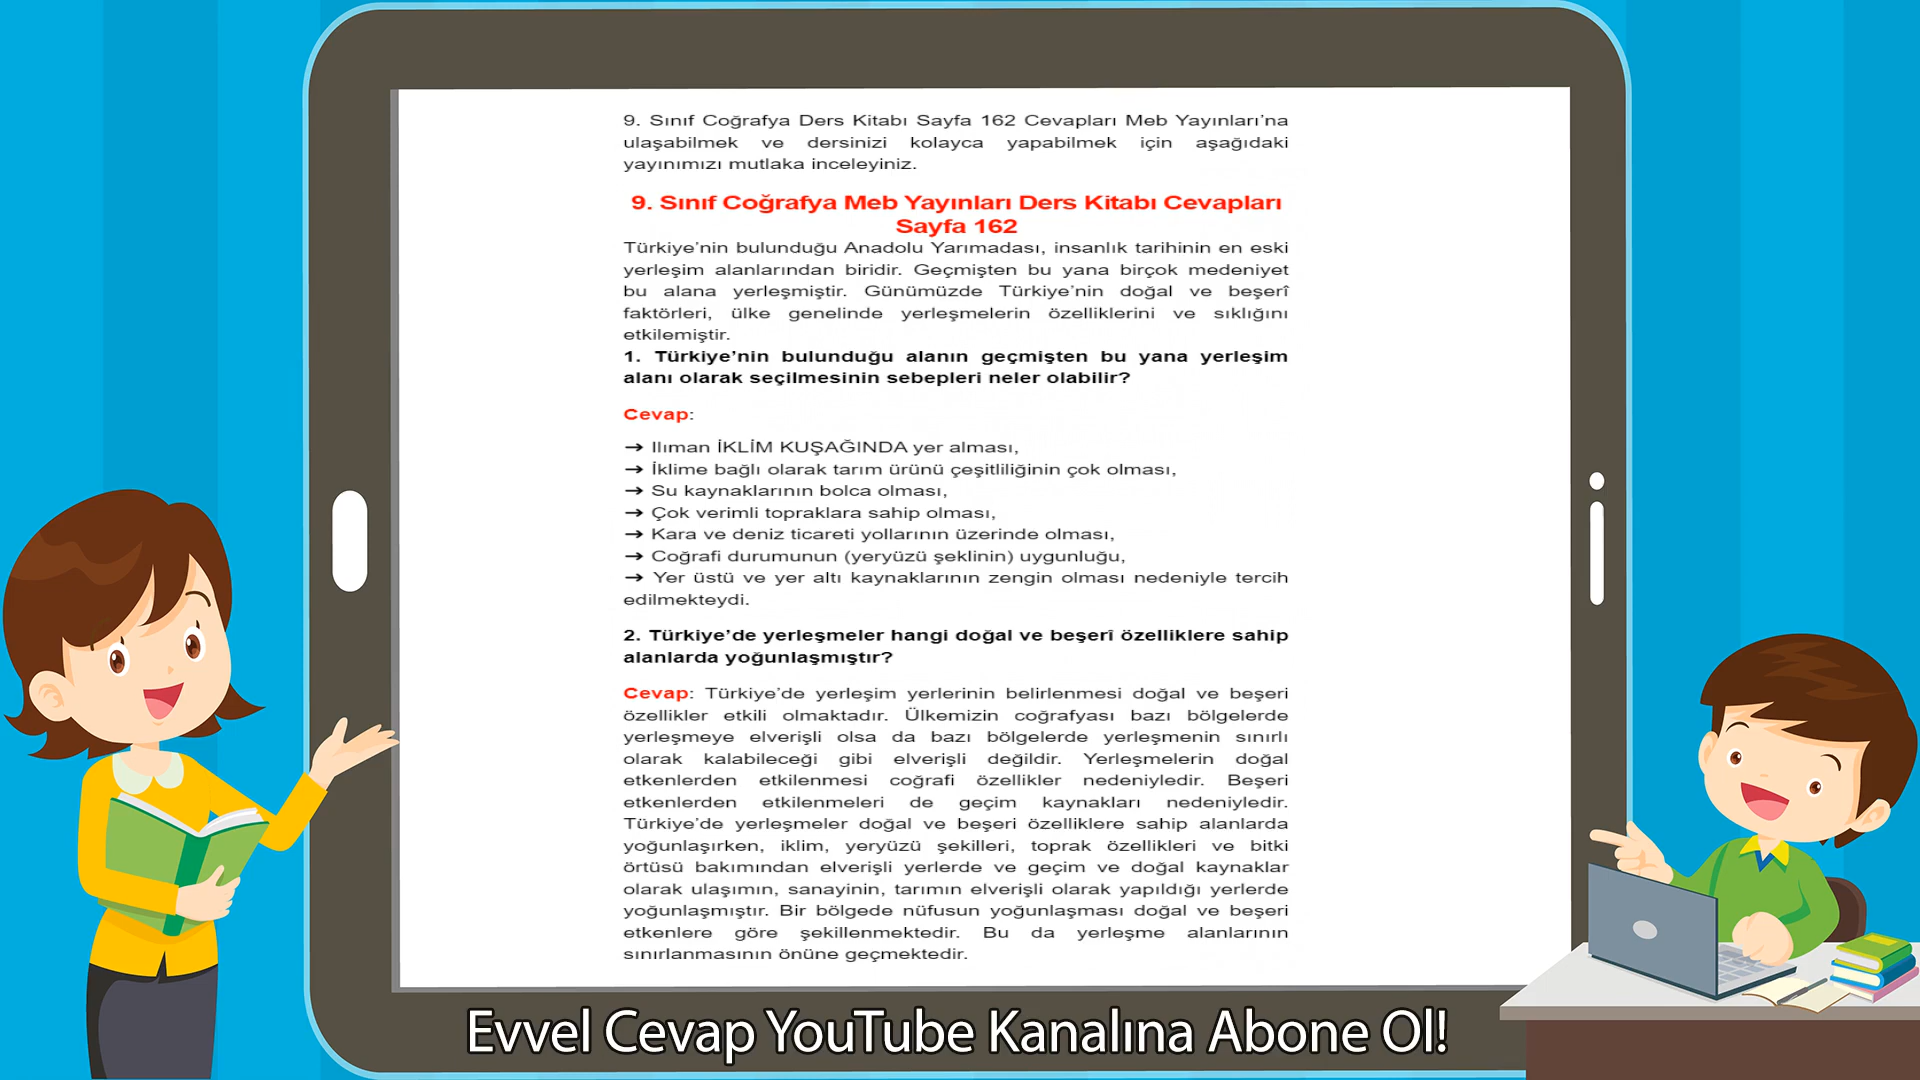 9. Sınıf Coğrafya Ders Kitabı Sayfa 162 Cevapları Meb Yayınları’na
ulaşabilmek ve dersinizi kolayca yapabilmek için aşağıdaki
yayınımızı mutlaka inceleyiniz.
9. Sınıf Coğrafya Meb Yayınları Ders Kitabı Cevapları
Sayfa 162
Türkiye’nin bulunduğu Anadolu Yarımadası, insanlık tarihinin en eski
yerleşim alanlarından biridir. Geçmişten bu yana birçok medeniyet
bu alana yerleşmiştir. Günümüzde Türkiye’nin doğal ve beşerî
faktörleri, ülke genelinde yerleşmelerin özelliklerini ve sıklığını
etkilemiştir.
1. Türkiye’nin bulunduğu alanın geçmişten bu yana yerleşim
alanı olarak seçilmesinin sebepleri neler olabilir?
Cevap:
→ Ilıman İKLİM KUŞAĞINDA yer alması,
→ İklime bağlı olarak tarım ürünü çeşitliliğinin çok olması,
→ Su kaynaklarının bolca olması,
→ Çok verimli topraklara sahip olması,
→ Kara ve deniz ticareti yollarının üzerinde olması,
→ Coğrafi durumunun (yeryüzü şeklinin) uygunluğu,
→ Yer üstü ve yer altı kaynaklarının zengin olması nedeniyle tercih
edilmekteydi.
2. Türkiye’de yerleşmeler hangi doğal ve beşerî özelliklere sahip
alanlarda yoğunlaşmıştır?
Cevap: Türkiye’de yerleşim yerlerinin belirlenmesi doğal ve beşeri
özellikler etkili olmaktadır. Ülkemizin coğrafyası bazı bölgelerde
yerleşmeye elverişli olsa da bazı bölgelerde yerleşmenin sınırlı
olarak kalabileceği gibi elverişli değildir. Yerleşmelerin doğal
etkenlerden etkilenmesi coğrafi özellikler nedeniyledir. Beşeri
etkenlerden etkilenmeleri de geçim kaynakları nedeniyledir.
Türkiye’de yerleşmeler doğal ve beşeri özelliklere sahip alanlarda
yoğunlaşırken, iklim, yeryüzü şekilleri, toprak özellikleri ve bitki
örtüsü bakımından elverişli yerlerde ve geçim ve doğal kaynaklar
olarak ulaşımın, sanayinin, tarımın elverişli olarak yapıldığı yerlerde
yoğunlaşmıştır. Bir bölgede nüfusun yoğunlaşması doğal ve beşeri
etkenlere göre şekillenmektedir. Bu da yerleşme alanlarının
sınırlanmasının önüne geçmektedir.
Evvel Cevap YouTube Kanalına Abone Ol!